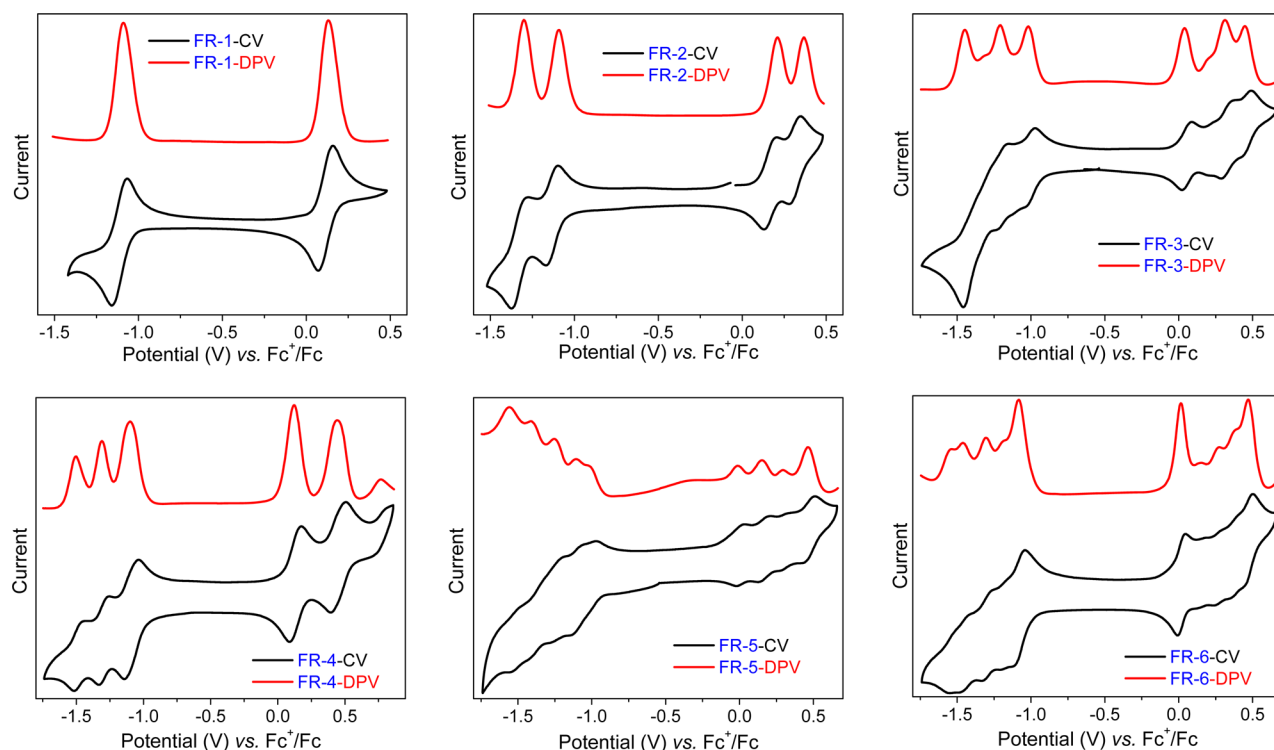 FR-1-CV
FR-1-DPV
Current
-1.5 -1.0 -0.5 0.0 0.5
Potential (V) vs. Fc⁺/Fc
FR-2-CV
FR-2-DPV
Current
-1.5 -1.0 -0.5 0.0 0.5
Potential (V) vs. Fc⁺/Fc
FR-3-CV
FR-3-DPV
Current
-1.5 -1.0 -0.5 0.0 0.5
Potential (V) vs. Fc⁺/Fc
FR-4-CV
FR-4-DPV
Current
-1.5 -1.0 -0.5 0.0 0.5
Potential (V) vs. Fc⁺/Fc
FR-5-CV
FR-5-DPV
Current
-1.5 -1.0 -0.5 0.0 0.5
Potential (V) vs. Fc⁺/Fc
FR-6-CV
FR-6-DPV
Current
-1.5 -1.0 -0.5 0.0 0.5
Potential (V) vs. Fc⁺/Fc